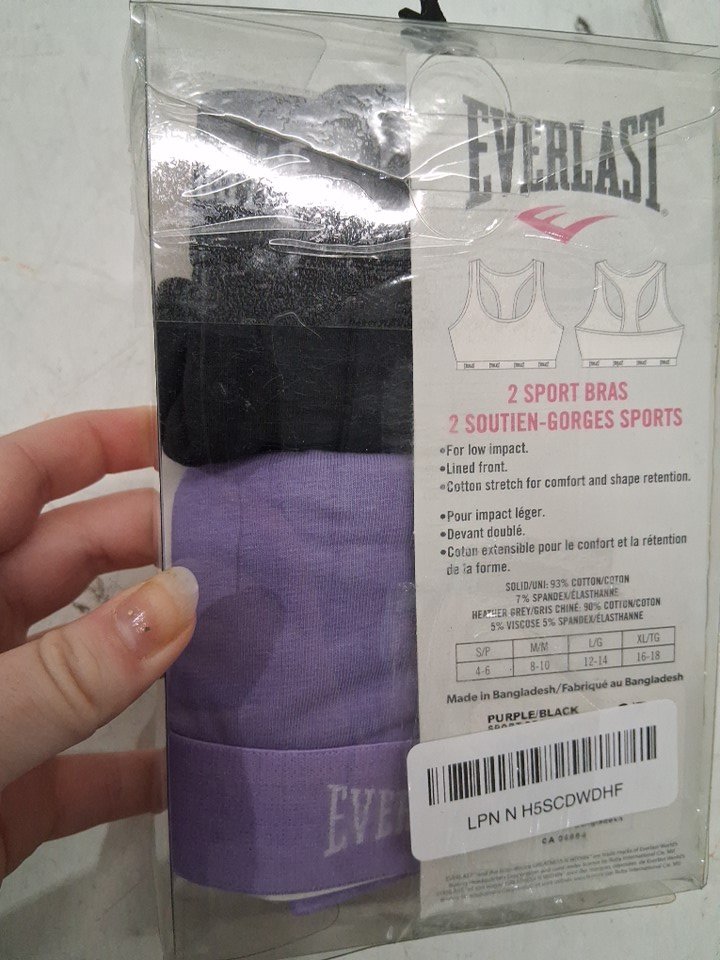 EVERLAST
2 SPORT BRAS
2 SOUTIEN-GORGES SPORTS
•For low impact.
•Lined front.
•Cotton stretch for comfort and shape retention.
•Pour impact léger.
•Devant doublé.
•Coton extensible pour le confort et la rétention
de la forme.
SOLID/UNI: 93% COTTON/COTON
7% SPANDEX/ÉLASTHANNE
HEATHER GREY/GRIS CHINÉ: 90% COTTON/COTON
5% VISCOSE 5% SPANDEX/ÉLASTHANNE
S/P M/M L/G XL/TG
4-6 8-10 12-14 16-18
Made in Bangladesh/Fabriqué au Bangladesh
PURPLE/BLACK
LPN N H5SCDWDHF
EVER